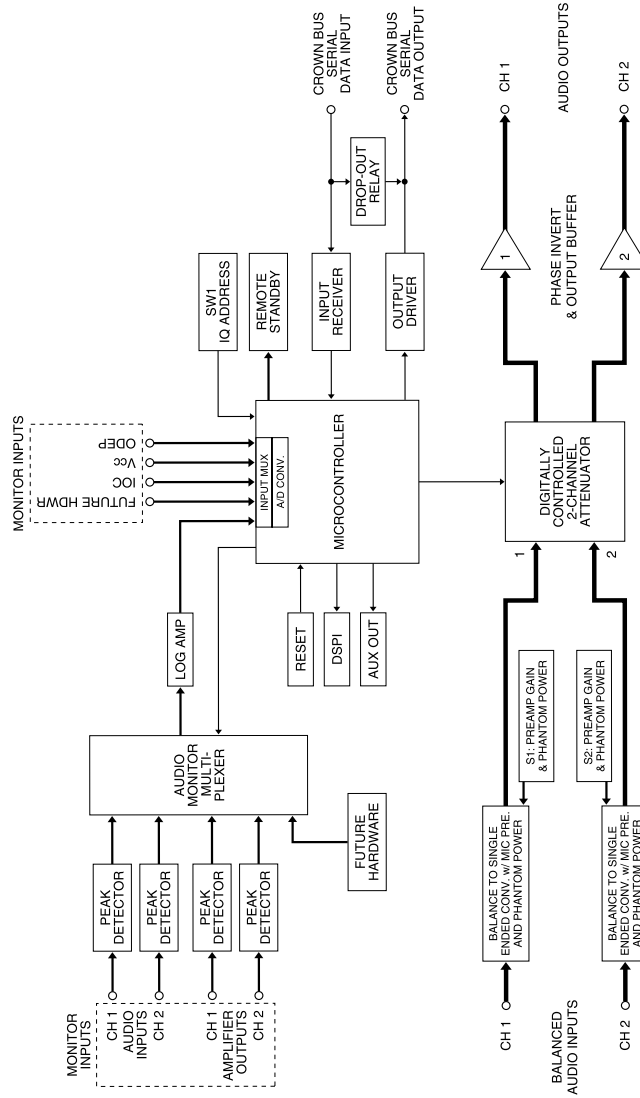 MONITOR
INPUTS
CH 1
AUDIO
INPUTS
CH 2
CH 1
AMPLIFIER
OUTPUTS
CH 2
PEAK
DETECTOR
PEAK
DETECTOR
PEAK
DETECTOR
PEAK
DETECTOR
AUDIO
MONITOR
MULTI-
PLEXER
FUTURE
HARDWARE
LOG AMP
MONITOR INPUTS
FUTURE HDWR
IOC
Vcc
ODEP
INPUT MUX
A/D CONV.
MICROCONTROLLER
RESET
DSPI
AUX OUT
SW1
IQ ADDRESS
REMOTE
STANDBY
INPUT
RECEIVER
OUTPUT
DRIVER
DROP-OUT
RELAY
CROWN BUS
SERIAL
DATA INPUT
CROWN BUS
SERIAL
DATA OUTPUT
BALANCED
AUDIO INPUTS
CH 1
CH 2
BALANCE TO SINGLE
ENDED CONV. w/ MIC PRE.
AND PHANTOM POWER
S1: PREAMP GAIN
& PHANTOM POWER
BALANCE TO SINGLE
ENDED CONV. w/ MIC PRE.
AND PHANTOM POWER
S2: PREAMP GAIN
& PHANTOM POWER
1
2
DIGITALLY
CONTROLLED
2-CHANNEL
ATTENUATOR
1
2
PHASE INVERT
& OUTPUT BUFFER
CH 1
CH 2
AUDIO OUTPUTS